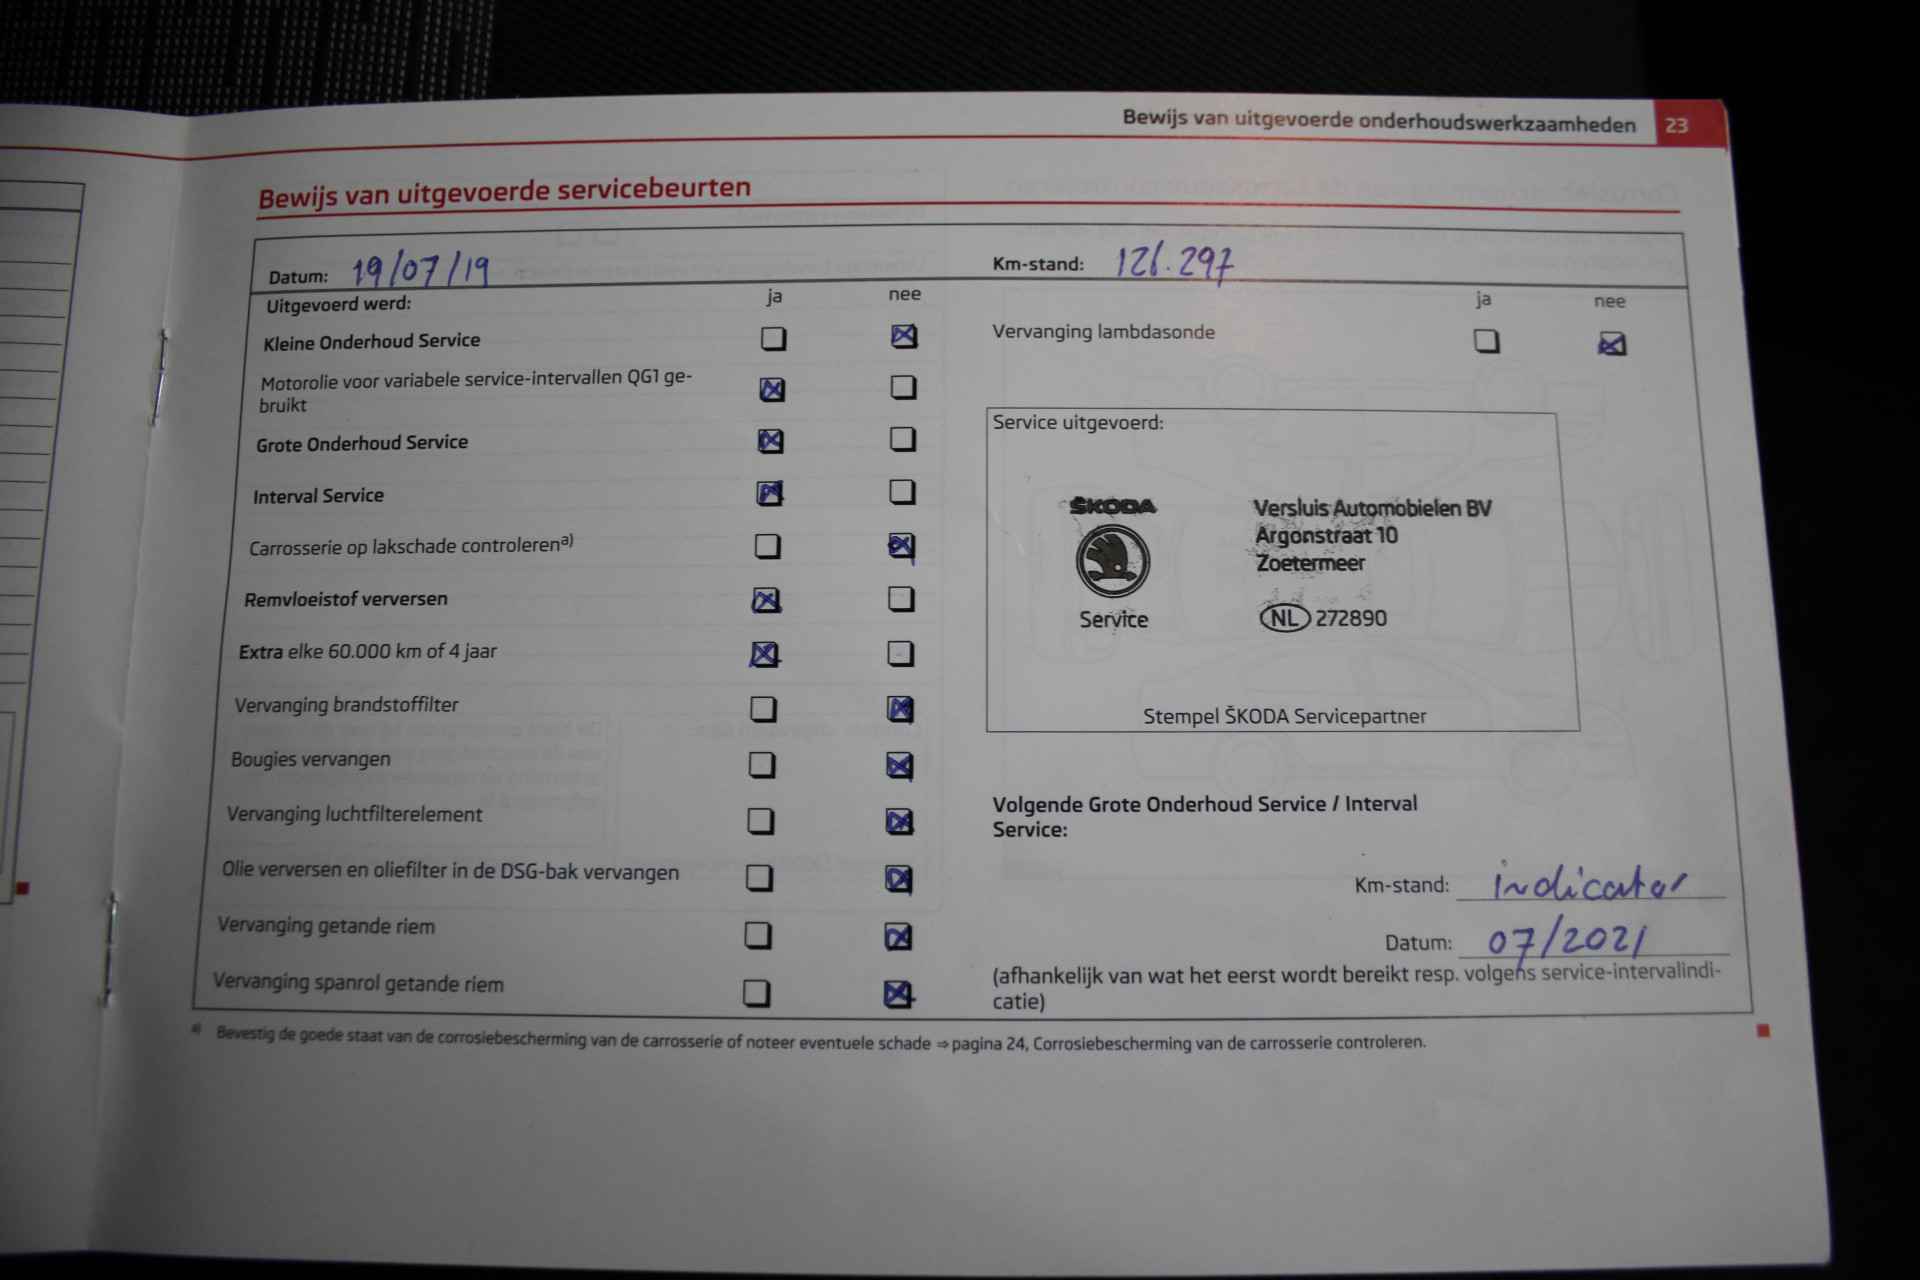 Bewijs van uitgevoerde onderhoudswerkzaamheden 23
Bewijs van uitgevoerde servicebeurten
Datum: 19/07/19
Km-stand: 126.297
Uitgevoerd werd: ja nee
Kleine Onderhoud Service
Motorolie voor variabele service-intervallen QG1 ge-
bruikt
Grote Onderhoud Service
Interval Service
Carrosserie op lakschade controlerenᵃ⁾
Remvloeistof verversen
Extra elke 60.000 km of 4 jaar
Vervanging brandstoffilter
Bougies vervangen
Vervanging luchtfilterelement
Olie verversen en oliefilter in de DSG-bak vervangen
Vervanging getande riem
Vervanging spanrol getande riem
ja nee
Vervanging lambdasonde
Service uitgevoerd:
ŠKODA
Service
Versluis Automobielen BV
Argonstraat 10
Zoetermeer
NL 272890
Stempel ŠKODA Servicepartner
Volgende Grote Onderhoud Service / Interval
Service:
Km-stand: indicator
Datum: 07/2021
(afhankelijk van wat het eerst wordt bereikt resp. volgens service-intervalindi-
catie)
ᵃ⁾ Bevestig de goede staat van de corrosiebescherming van de carrosserie of noteer eventuele schade ⇒ pagina 24, Corrosiebescherming van de carrosserie controleren.